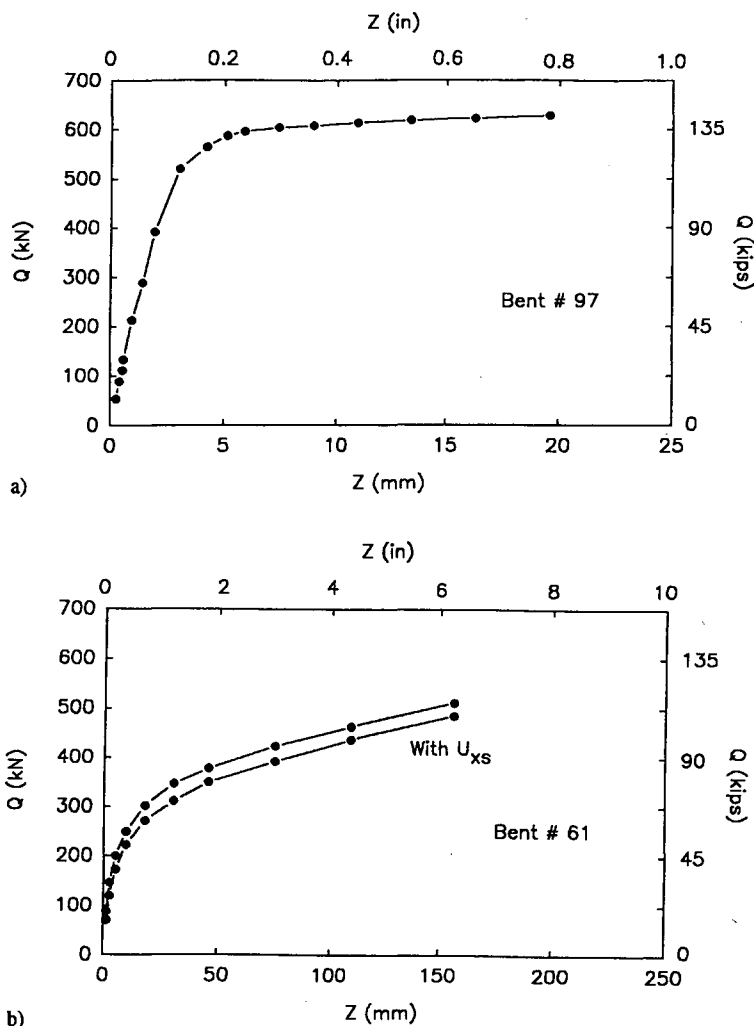 Z (in)
0 0.2 0.4 0.6 0.8 1.0
700
600
500
400
300
200
100
0
Q (kN)
135
90
45
0
Q (kips)
Bent # 97
0 5 10 15 20 25
Z (mm)
a)
Z (in)
0 2 4 6 8 10
700
600
500
400
300
200
100
0
Q (kN)
135
90
45
0
Q (kips)
With U_xs
Bent # 61
0 50 100 150 200 250
Z (mm)
b)